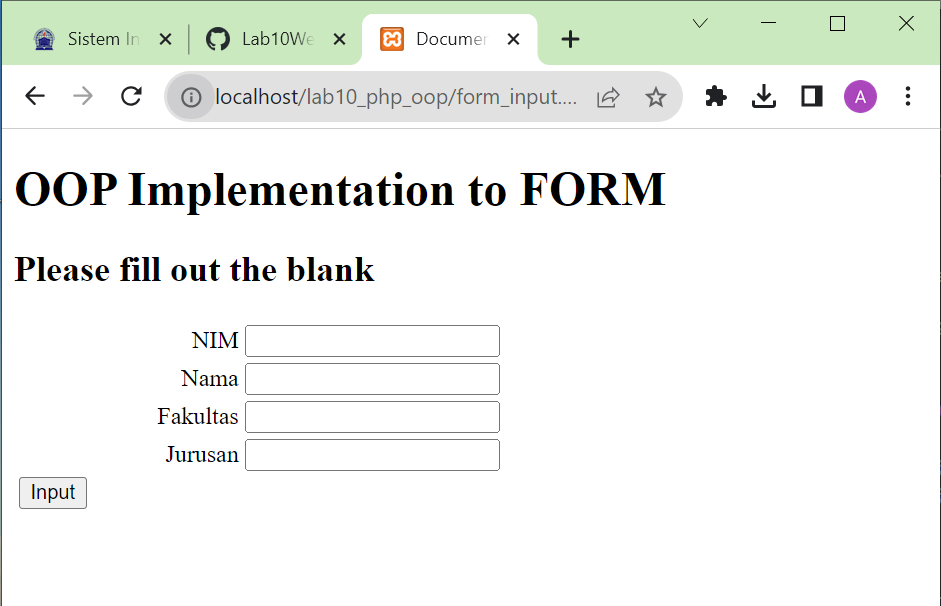 Sistem In
Lab10We
Documen
localhost/lab10_php_oop/form_input....
A
OOP Implementation to FORM
Please fill out the blank
NIM
Nama
Fakultas
Jurusan
Input